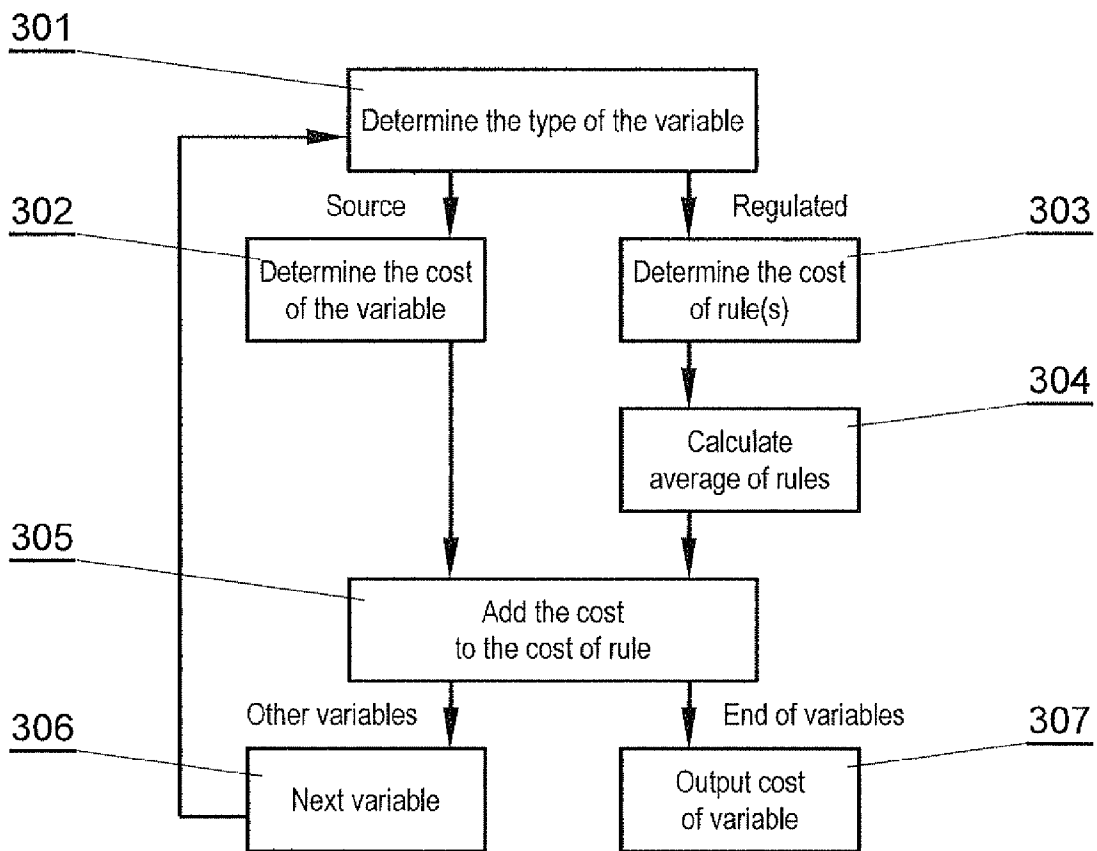 301
Determine the type of the variable
302
Source
Regulated
303
Determine the cost
of the variable
Determine the cost
of rule(s)
304
Calculate
average of rules
305
Add the cost
to the cost of rule
306
Other variables
End of variables
307
Next variable
Output cost
of variable